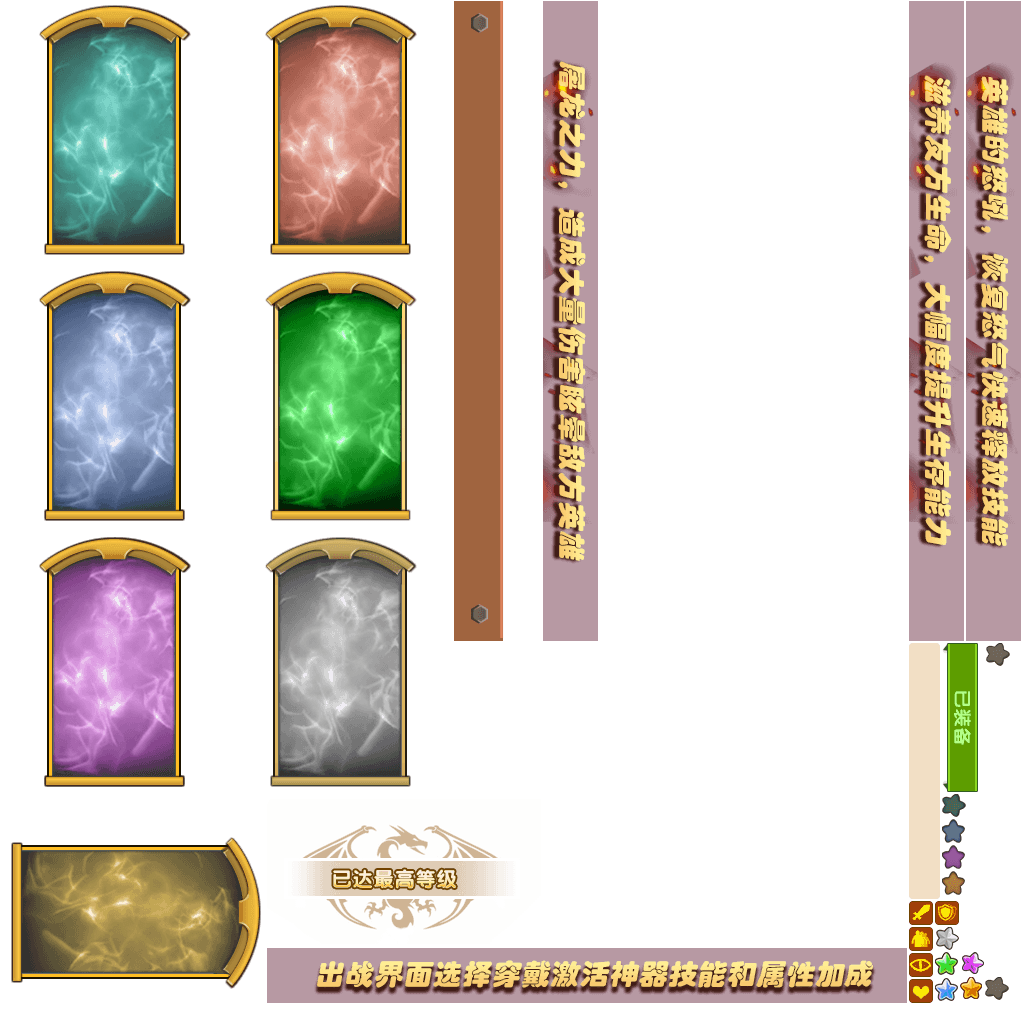 屠龙之力，造成大量伤害眩晕敌方英雄
滋养友方生命，大幅度提升生存能力
英雄的怒吼，恢复怒气快速释放技能
已装备
已达最高等级
出战界面选择穿戴激活神器技能和属性加成